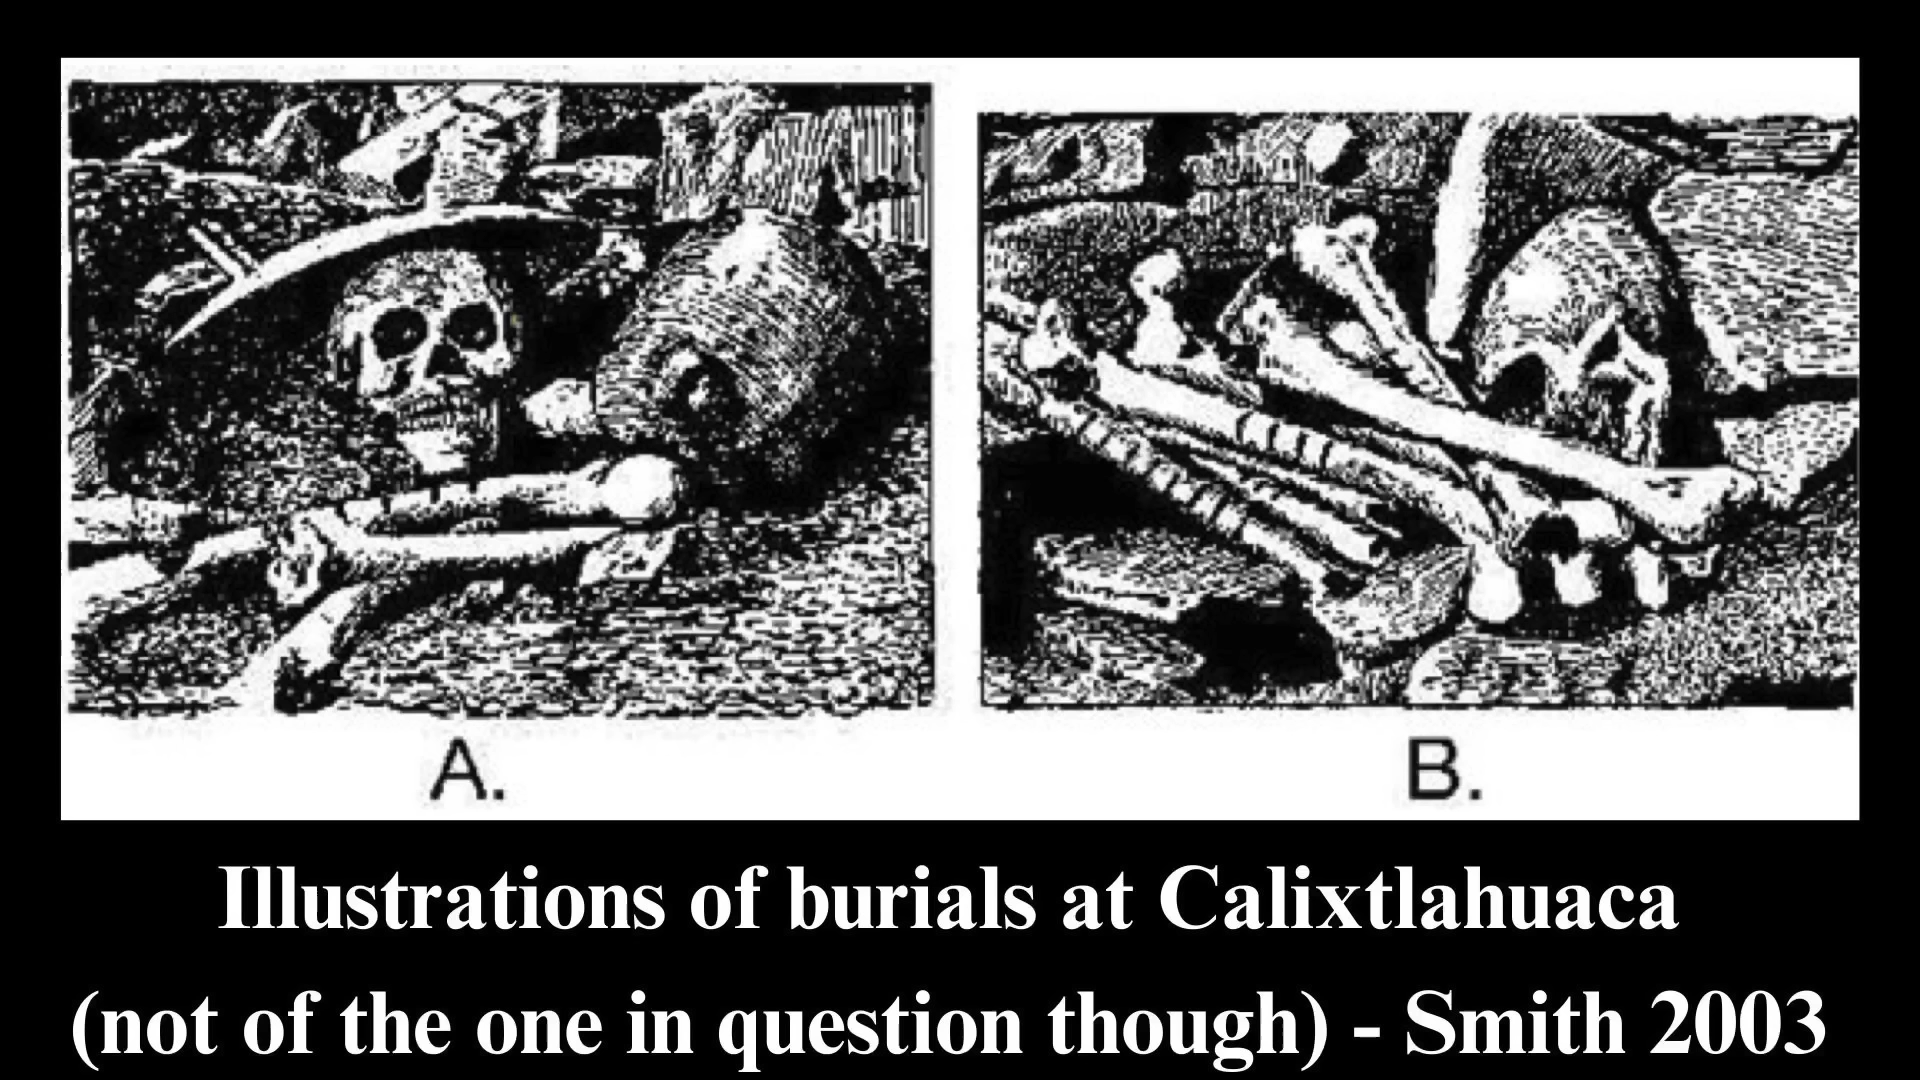 A.
B.
Illustrations of burials at Calixtlahuaca
(not of the one in question though) - Smith 2003